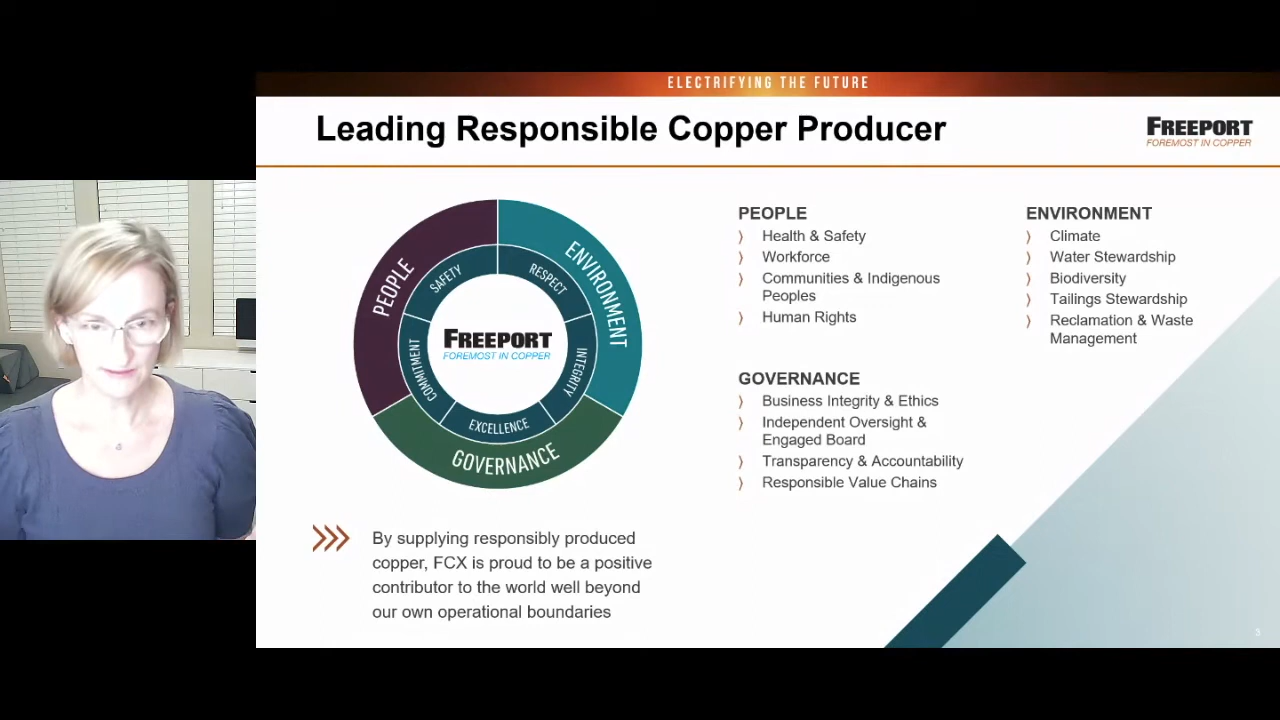 ELECTRIFYING THE FUTURE
Leading Responsible Copper Producer
FREEPORT
FOREMOST IN COPPER
PEOPLE
ENVIRONMENT
GOVERNANCE
SAFETY
RESPECT
INTEGRITY
EXCELLENCE
COMMITMENT
FREEPORT
FOREMOST IN COPPER
By supplying responsibly produced
copper, FCX is proud to be a positive
contributor to the world well beyond
our own operational boundaries
PEOPLE
⟩ Health & Safety
⟩ Workforce
⟩ Communities & Indigenous
Peoples
⟩ Human Rights
GOVERNANCE
⟩ Business Integrity & Ethics
⟩ Independent Oversight &
Engaged Board
⟩ Transparency & Accountability
⟩ Responsible Value Chains
ENVIRONMENT
⟩ Climate
⟩ Water Stewardship
⟩ Biodiversity
⟩ Tailings Stewardship
⟩ Reclamation & Waste
Management